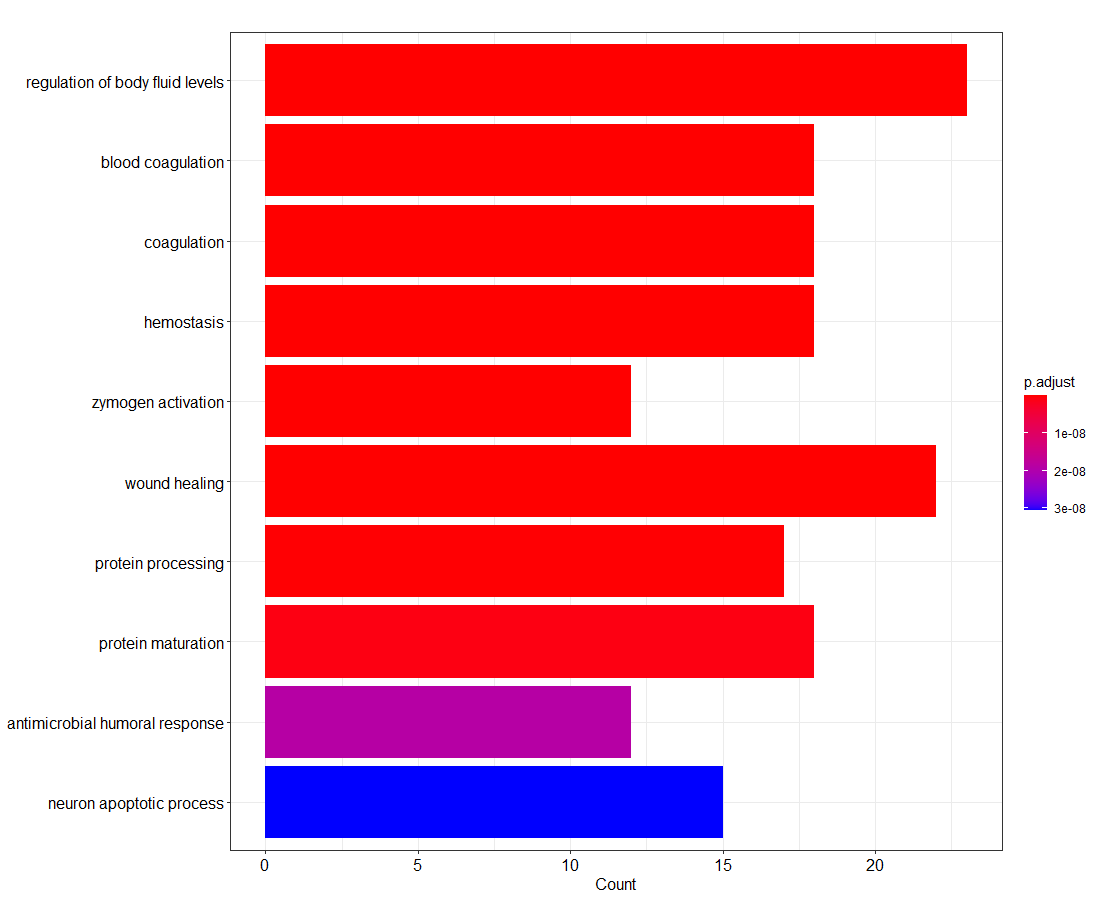 regulation of body fluid levels
blood coagulation
coagulation
hemostasis
zymogen activation
wound healing
protein processing
protein maturation
antimicrobial humoral response
neuron apoptotic process
0 5 10 15 20
Count
p.adjust
1e-08
2e-08
3e-08